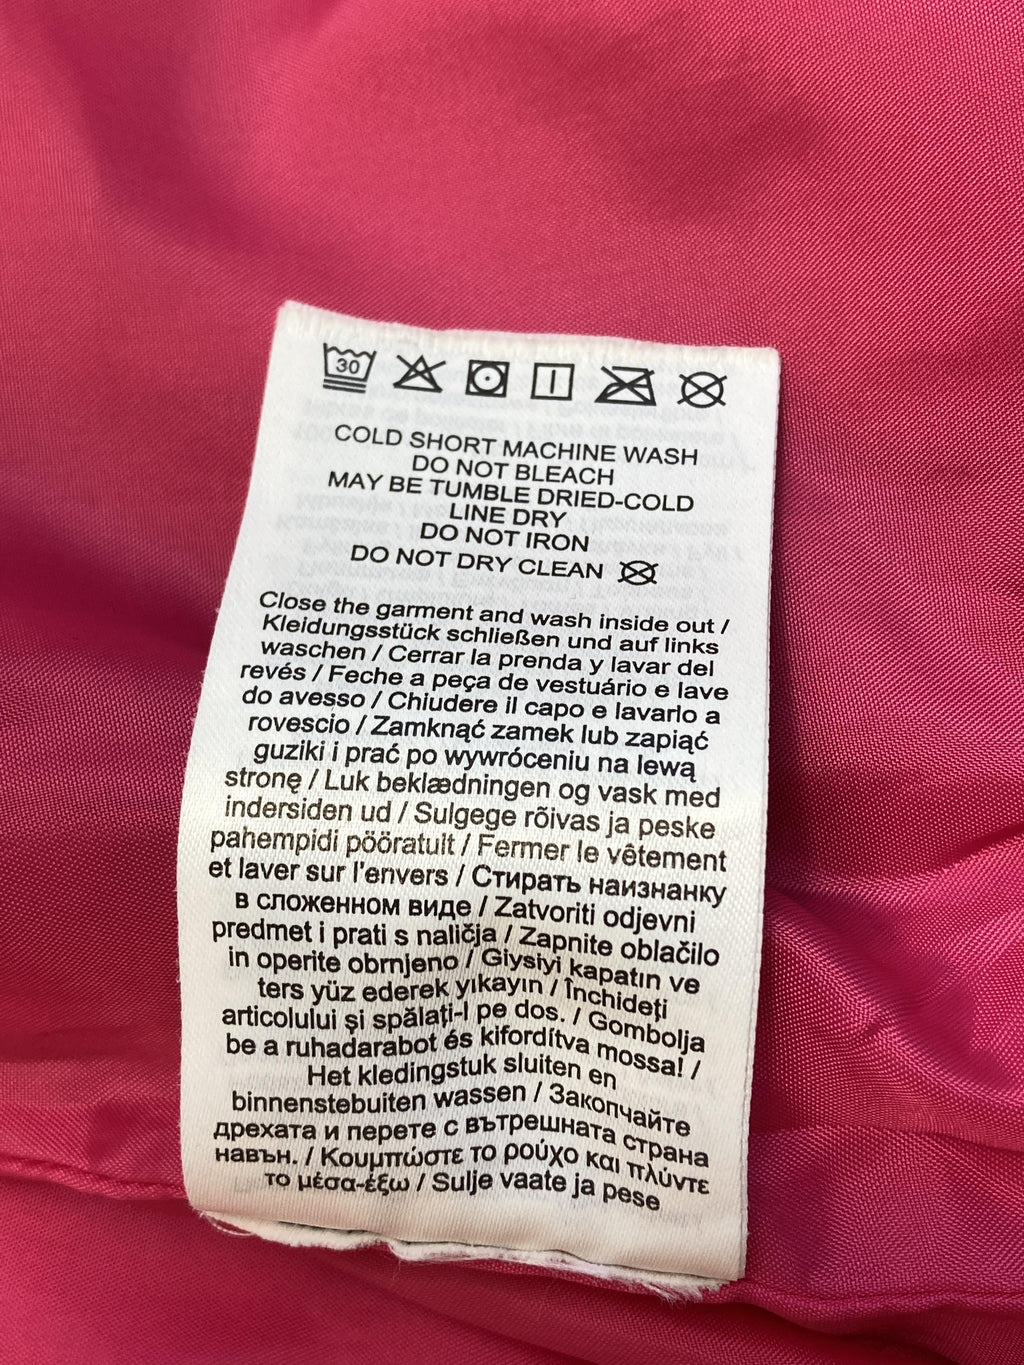 30
COLD SHORT MACHINE WASH
DO NOT BLEACH
MAY BE TUMBLE DRIED-COLD
LINE DRY
DO NOT IRON
DO NOT DRY CLEAN
Close the garment and wash inside out /
Kleidungsstück schließen und auf links
waschen / Cerrar la prenda y lavar del
revés / Feche a peça de vestuário e lave
do avesso / Chiudere il capo e lavarlo a
rovescio / Zamknąć zamek lub zapiąć
guziki i prać po wywróceniu na lewą
stronę / Luk beklædningen og vask med
indersiden ud / Sulgege rõivas ja peske
pahempidi pööratult / Fermer le vêtement
et laver sur l'envers / Стирать наизнанку
в сложенном виде / Zatvoriti odjevni
predmet i prati s naličja / Zapnite oblačilo
in operite obrnjeno / Giysiyi kapatın ve
ters yüz ederek yıkayın / Închideți
articolului și spălați-l pe dos. / Gombolja
be a ruhadarabot és kifordítva mossa! /
Het kledingstuk sluiten en
binnenstebuiten wassen / Закопчайте
дрехата и перете с вътрешната страна
навън. / Κουμπώστε το ρούχο και πλύντε
το μέσα-έξω / Sulje vaate ja pese